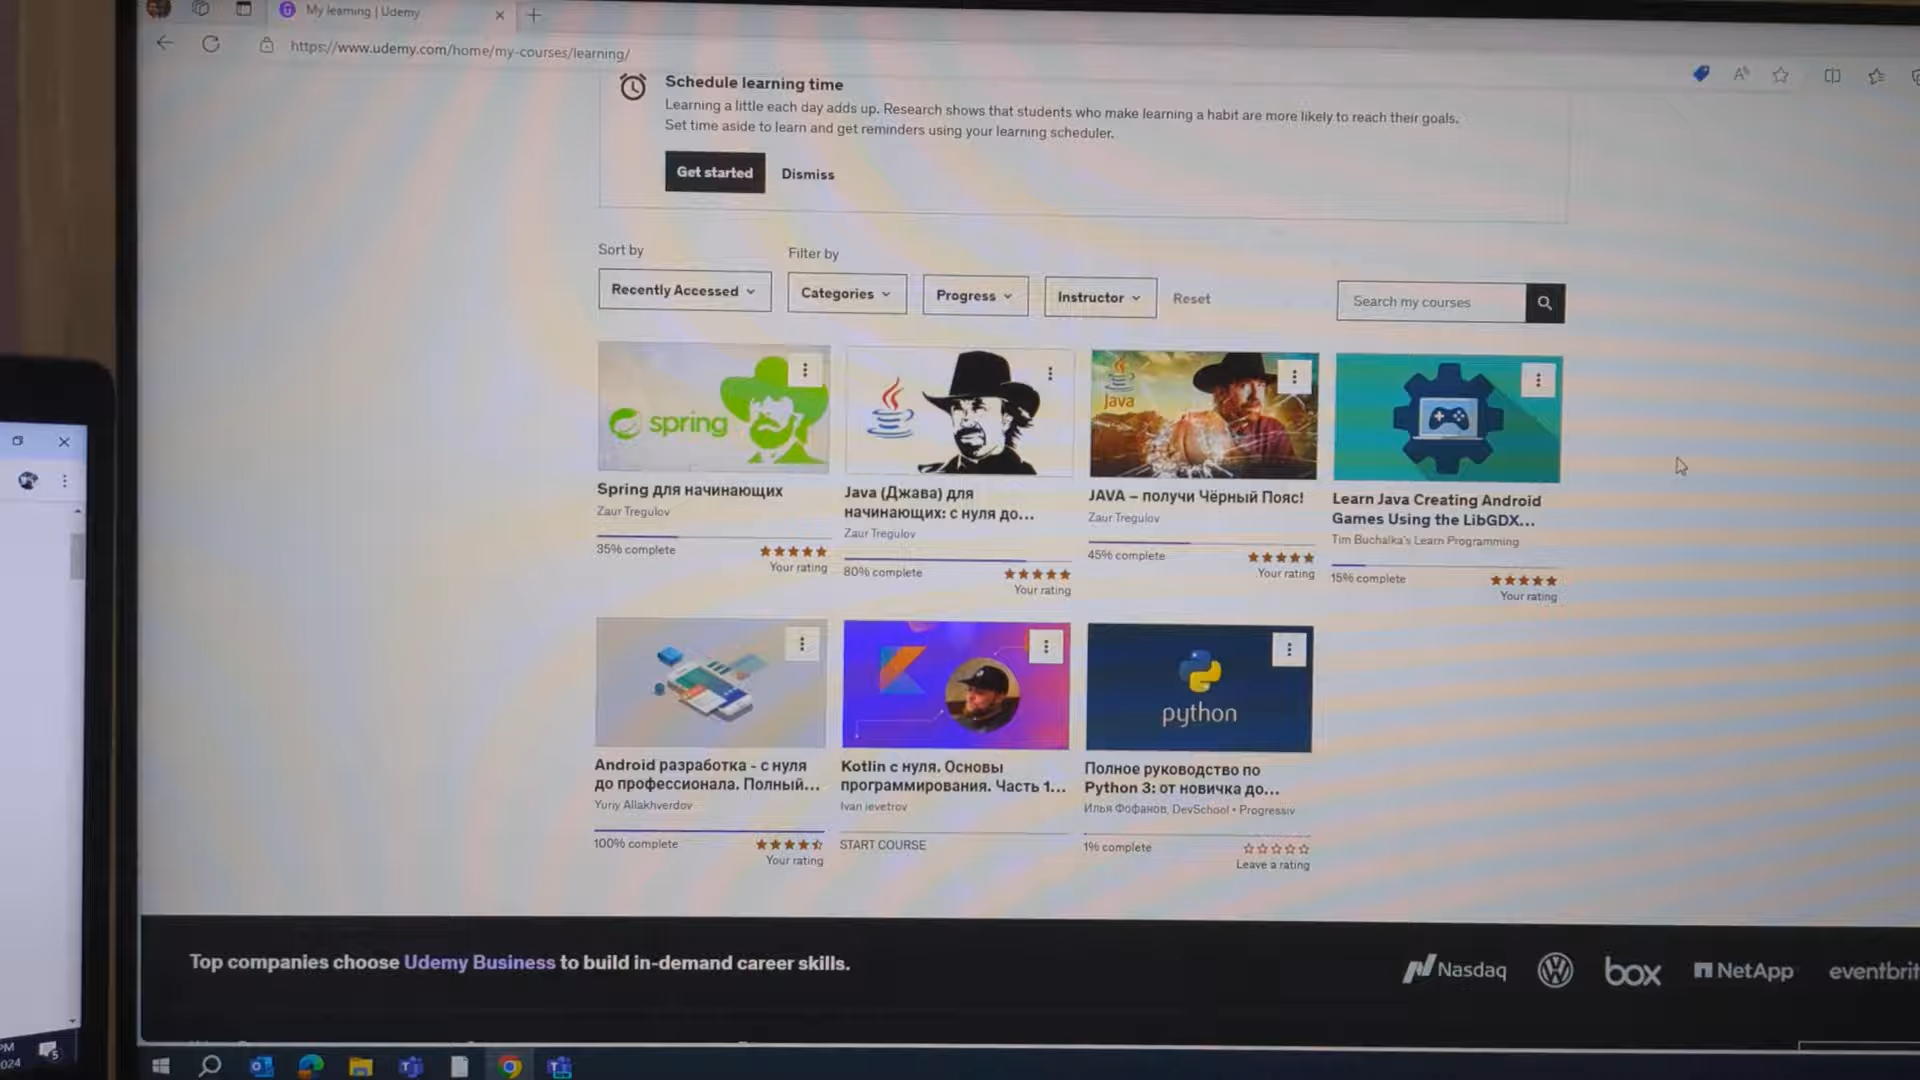 My learning | Udemy
https://www.udemy.com/home/my-courses/learning/
Schedule learning time
Learning a little each day adds up. Research shows that students who make learning a habit are more likely to reach their goals.
Set time aside to learn and get reminders using your learning scheduler.
Get started
Dismiss
Sort by
Filter by
Recently Accessed
Categories
Progress
Instructor
Reset
Search my courses
spring
Java
Spring для начинающих
Zaur Tregulov
35% complete
Your rating
Java (Джава) для
начинающих: с нуля до...
Zaur Tregulov
80% complete
Your rating
JAVA – получи Чёрный Пояс!
Zaur Tregulov
45% complete
Your rating
Learn Java Creating Android
Games Using the LibGDX...
Tim Buchalka's Learn Programming
15% complete
Your rating
python
Android разработка - с нуля
до профессионала. Полный...
Yuriy Allakhverdov
100% complete
Your rating
Kotlin с нуля. Основы
программирования. Часть 1...
Ivan Ievetrov
START COURSE
Полное руководство по
Python 3: от новичка до...
Илья Фофанов, DevSchool • Progressiv
1% complete
Leave a rating
Top companies choose Udemy Business to build in-demand career skills.
Nasdaq
box
NetApp
eventbrit
PM
024
5